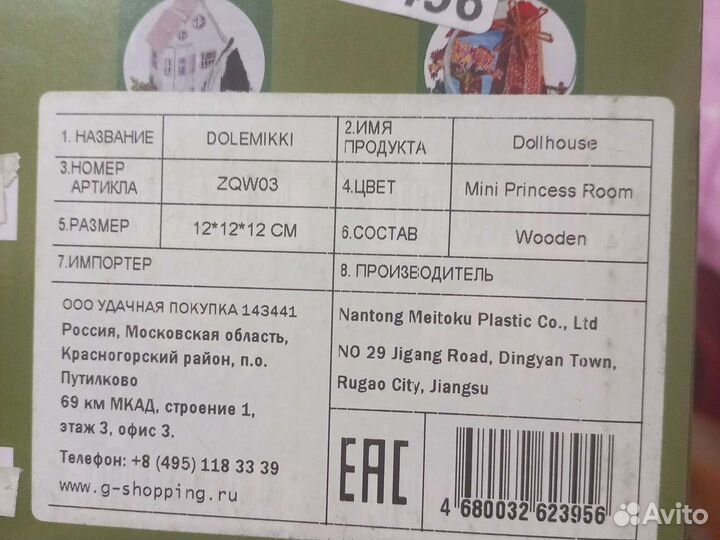 1. НАЗВАНИЕ
DOLEMIKKI
2.ИМЯ
ПРОДУКТА
Dollhouse
3.НОМЕР
АРТИКЛА
ZQW03
4.ЦВЕТ
Mini Princess Room
5.РАЗМЕР
12*12*12 СМ
6.СОСТАВ
Wooden
7.ИМПОРТЕР
8. ПРОИЗВОДИТЕЛЬ
ООО УДАЧНАЯ ПОКУПКА 143441
Россия, Московская область,
Красногорский район, п.о.
Путилково
69 км МКАД, строение 1,
этаж 3, офис 3.
Телефон: +8 (495) 118 33 39
www.g-shopping.ru
Nantong Meitoku Plastic Co., Ltd
NO 29 Jigang Road, Dingyan Town,
Rugao City, Jiangsu
EAC
4 680032 623956
Avito